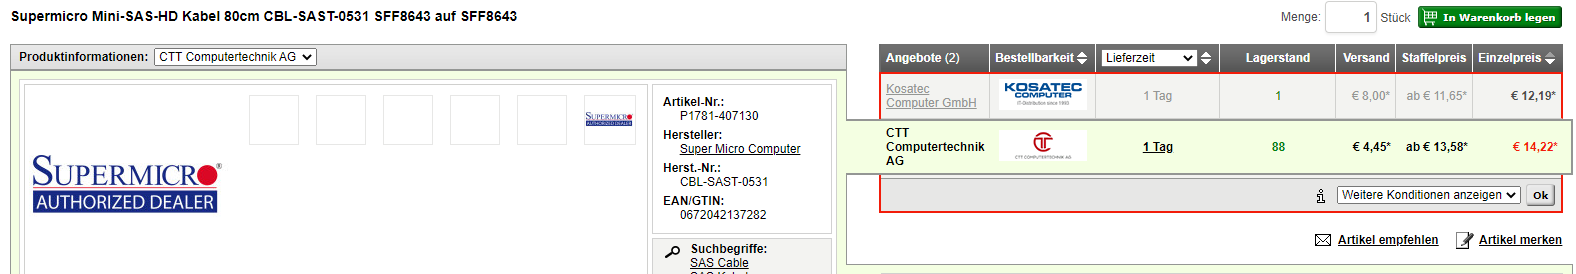 Supermicro Mini-SAS-HD Kabel 80cm CBL-SAST-0531 SFF8643 auf SFF8643
Menge: 1 Stück In Warenkorb legen
Produktinformationen: CTT Computertechnik AG
SUPERMICRO
AUTHORIZED DEALER
SUPERMICRO®
AUTHORIZED DEALER
Artikel-Nr.:
P1781-407130
Hersteller:
Super Micro Computer
Herst.-Nr.:
CBL-SAST-0531
EAN/GTIN:
0672042137282
Suchbegriffe:
SAS Cable
Angebote (2) Bestellbarkeit Lieferzeit Lagerstand Versand Staffelpreis Einzelpreis
Kosatec
Computer GmbH
KOSATEC
COMPUTER
IT-Distribution since 1993
1 Tag 1 € 8,00* ab € 11,65* € 12,19*
CTT
Computertechnik
AG
CTT COMPUTERTECHNIK AG
1 Tag 88 € 4,45* ab € 13,58* € 14,22*
Weitere Konditionen anzeigen Ok
Artikel empfehlen Artikel merken